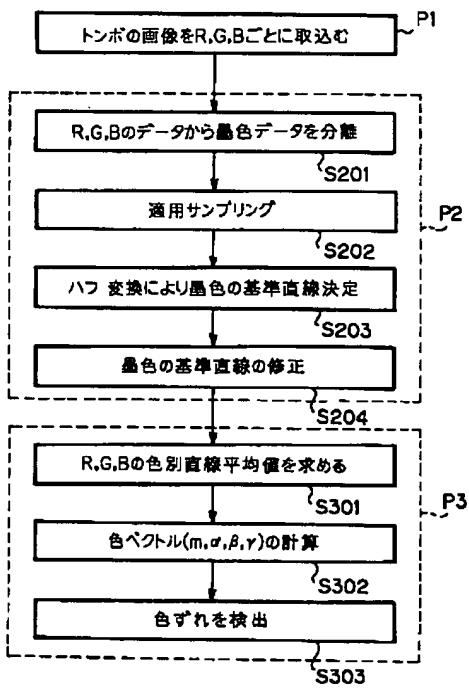 トンボの画像をR,G,Bごとに取込む
P1
R,G,Bのデータから墨色データを分離
S201
適用サンプリング
S202
P2
ハフ 変換により墨色の基準直線決定
S203
墨色の基準直線の修正
S204
R,G,Bの色別直線平均値を求める
S301
P3
色ベクトル(m,α,β,γ)の計算
S302
色ずれを検出
S303